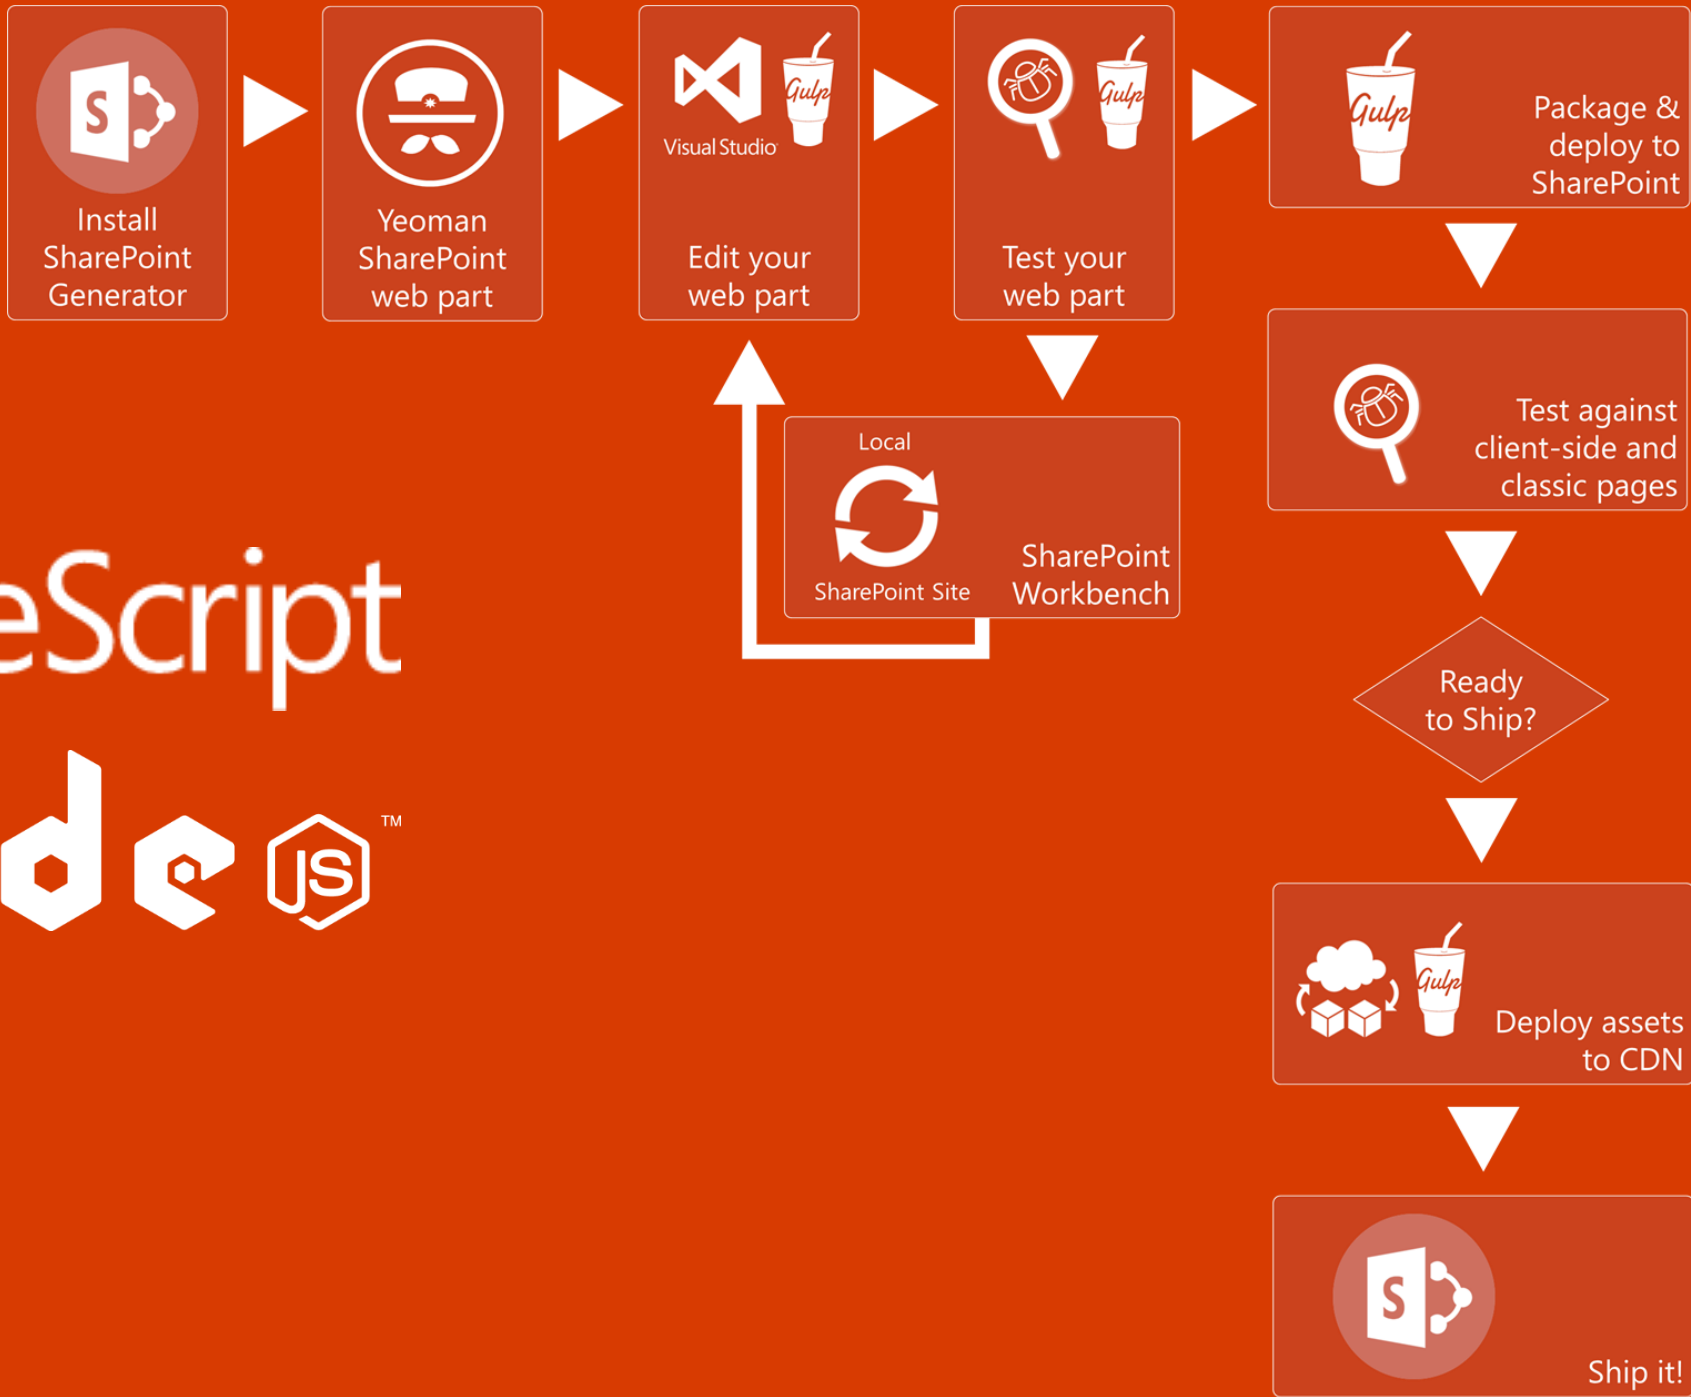 S
Install
SharePoint
Generator
Yeoman
SharePoint
web part
Visual Studio
Gulp
Edit your
web part
Gulp
Test your
web part
Gulp
Package &
deploy to
SharePoint
Local
SharePoint Site
SharePoint
Workbench
Test against
client-side and
classic pages
eScript
Ready
to Ship?
de JS TM
Gulp
Deploy assets
to CDN
S
Ship it!